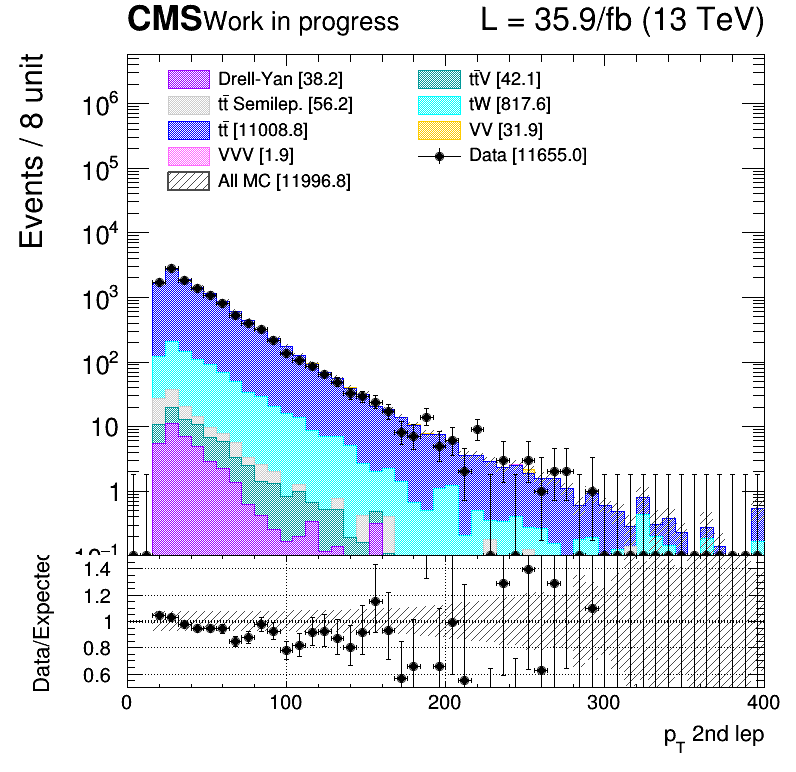 CMS Work in progress L = 35.9/fb (13 TeV)
Events / 8 unit
Drell-Yan [38.2]
tt̄ Semilep. [56.2]
tt̄ [11008.8]
VVV [1.9]
All MC [11996.8]
tt̄V [42.1]
tW [817.6]
VV [31.9]
Data [11655.0]
10⁶
10⁵
10⁴
10³
10²
10
1
10⁻¹
Data/Expected
1.4
1.2
1
0.8
0.6
0 100 200 300 400
p_T 2nd lep